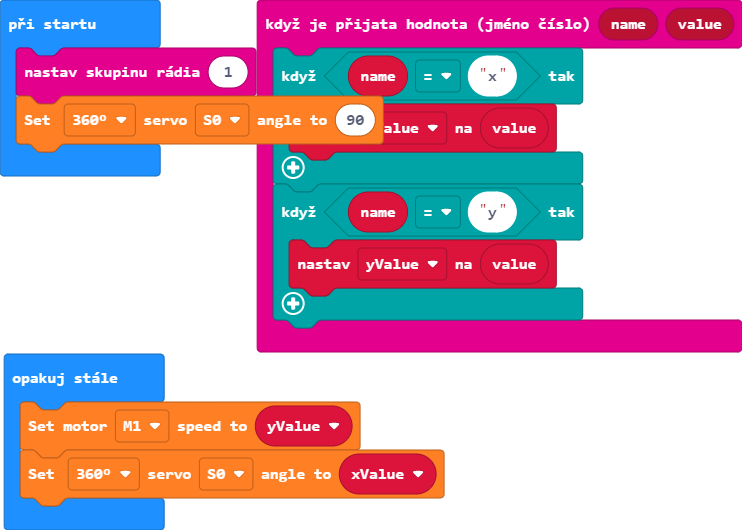 při startu
nastav skupinu rádia 1
Set 360° servo S0 angle to 90
když je přijata hodnota (jméno číslo) name value
když name = "x" tak
alue na value
když name = "y" tak
nastav yValue na value
opakuj stále
Set motor M1 speed to yValue
Set 360° servo S0 angle to xValue